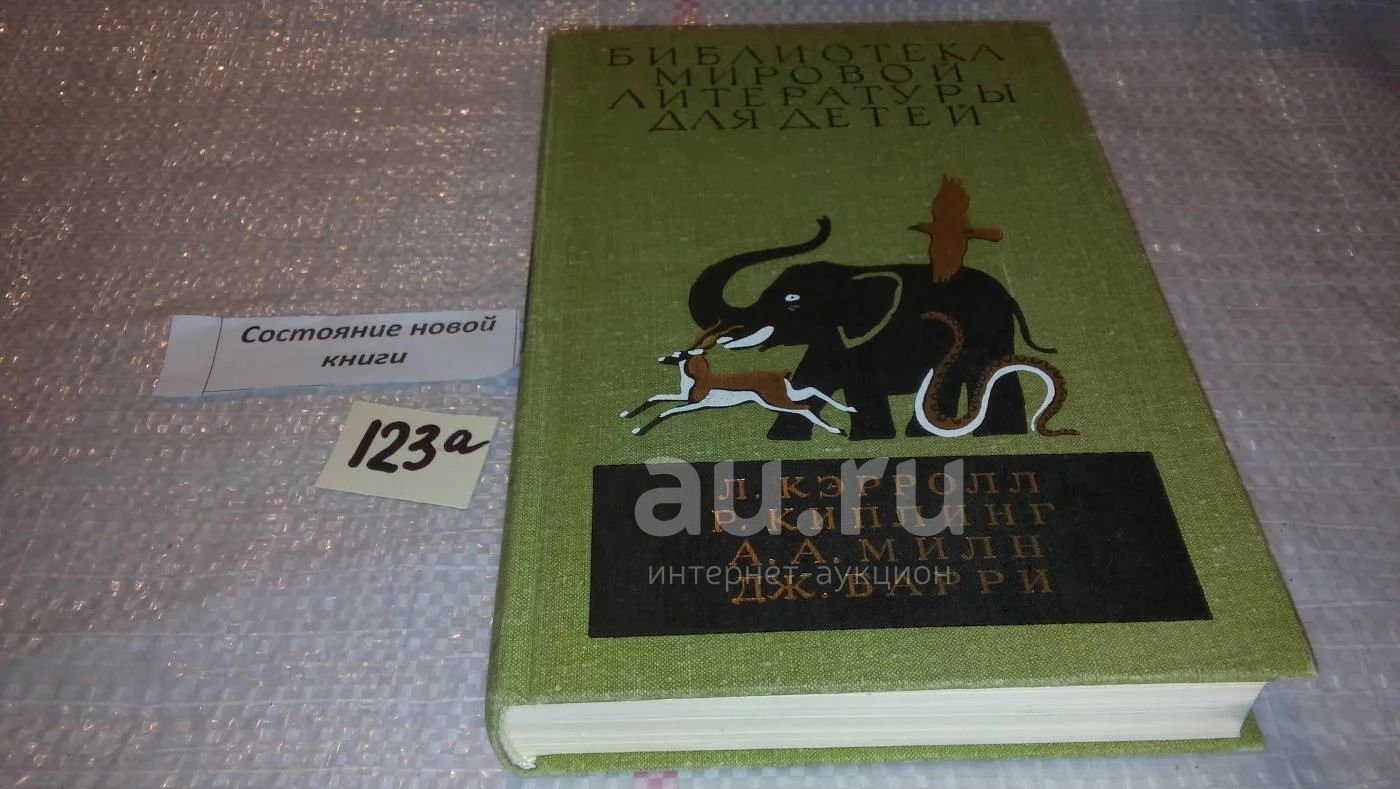 БИБЛИОТЕКА
МИРОВОЙ
ЛИТЕРАТУРЫ
ДЛЯ ДЕТЕЙ
Состояние новой
книги
123а
Л. КЭРРОЛЛ
Р. КИПЛИНГ
А. А. МИЛН
ДЖ. БАРРИ
au.ru
интернет-аукцион